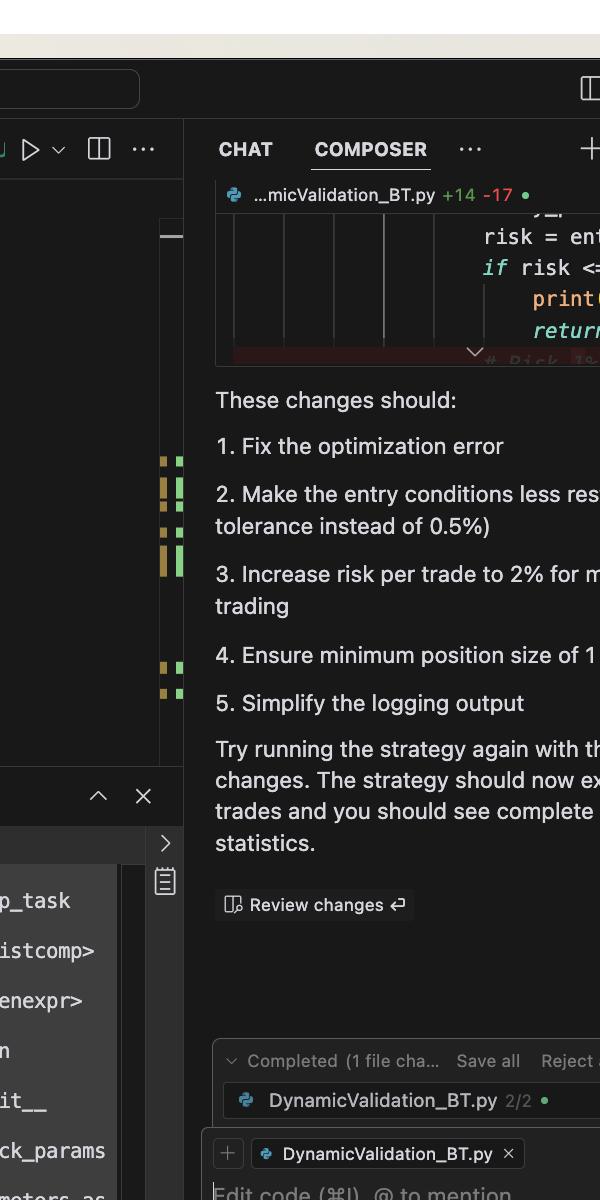 CHAT COMPOSER ...
...micValidation_BT.py +14 -17
risk = ent
if risk <=
print(
return
# Risk 1%
These changes should:
1. Fix the optimization error
2. Make the entry conditions less res
tolerance instead of 0.5%)
3. Increase risk per trade to 2% for m
trading
4. Ensure minimum position size of 1
5. Simplify the logging output
Try running the strategy again with th
changes. The strategy should now ex
trades and you should see complete
statistics.
Review changes
p_task
istcomp>
enexpr>
n
it__
ck_params
meters_as
Completed (1 file cha... Save all Reject
DynamicValidation_BT.py 2/2
+ DynamicValidation_BT.py ×
Edit code (⌘I), @ to mention